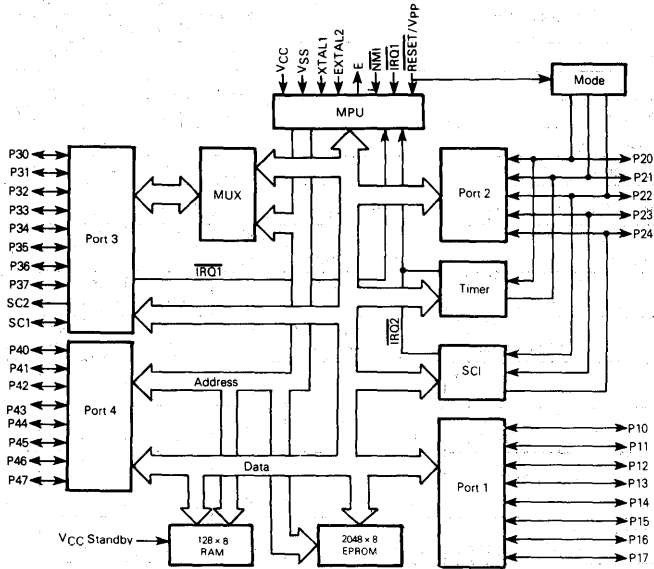 VCC
VSS
XTAL1
EXTAL2
E
NMI
IRQ1
RESET/VPP
MPU
Mode
P30
P31
P32
P33
P34
P35
P36
P37
SC2
SC1
Port 3
MUX
IRQ1
Port 2
P20
P21
P22
P23
P24
Timer
IRQ2
SCI
P40
P41
P42
P43
P44
P45
P46
P47
Port 4
Address
Data
Port 1
P10
P11
P12
P13
P14
P15
P16
P17
VCC Standby
128 × 8
RAM
2048 × 8
EPROM